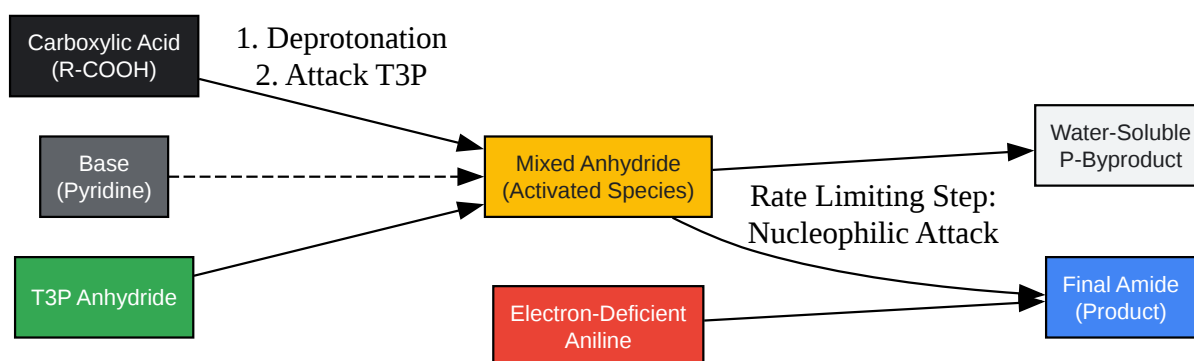 Carboxylic Acid
(R-COOH)
1. Deprotonation
2. Attack T3P
Base
(Pyridine)
T3P Anhydride
Mixed Anhydride
(Activated Species)
Water-Soluble
P-Byproduct
Rate Limiting Step:
Nucleophilic Attack
Electron-Deficient
Aniline
Final Amide
(Product)